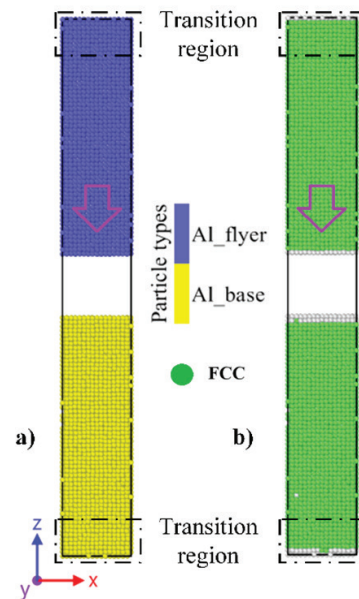 Transition
region
Particle types
Al_flyer
Al_base
FCC
a)
b)
Transition
region
z
y
x